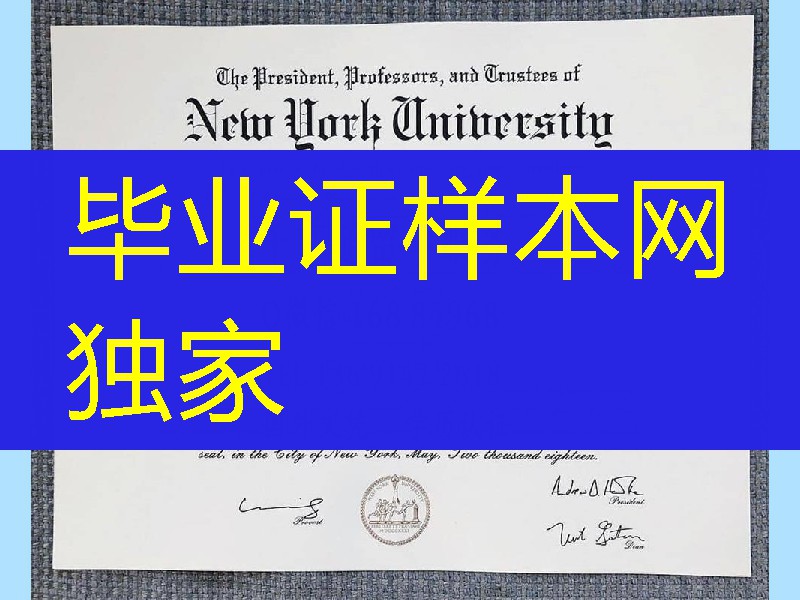 The President, Professors, and Trustees of
New York University
毕业证样本网
独家
seal, in the City of New York, May, Two thousand eighteen.
Provost
President
Dean